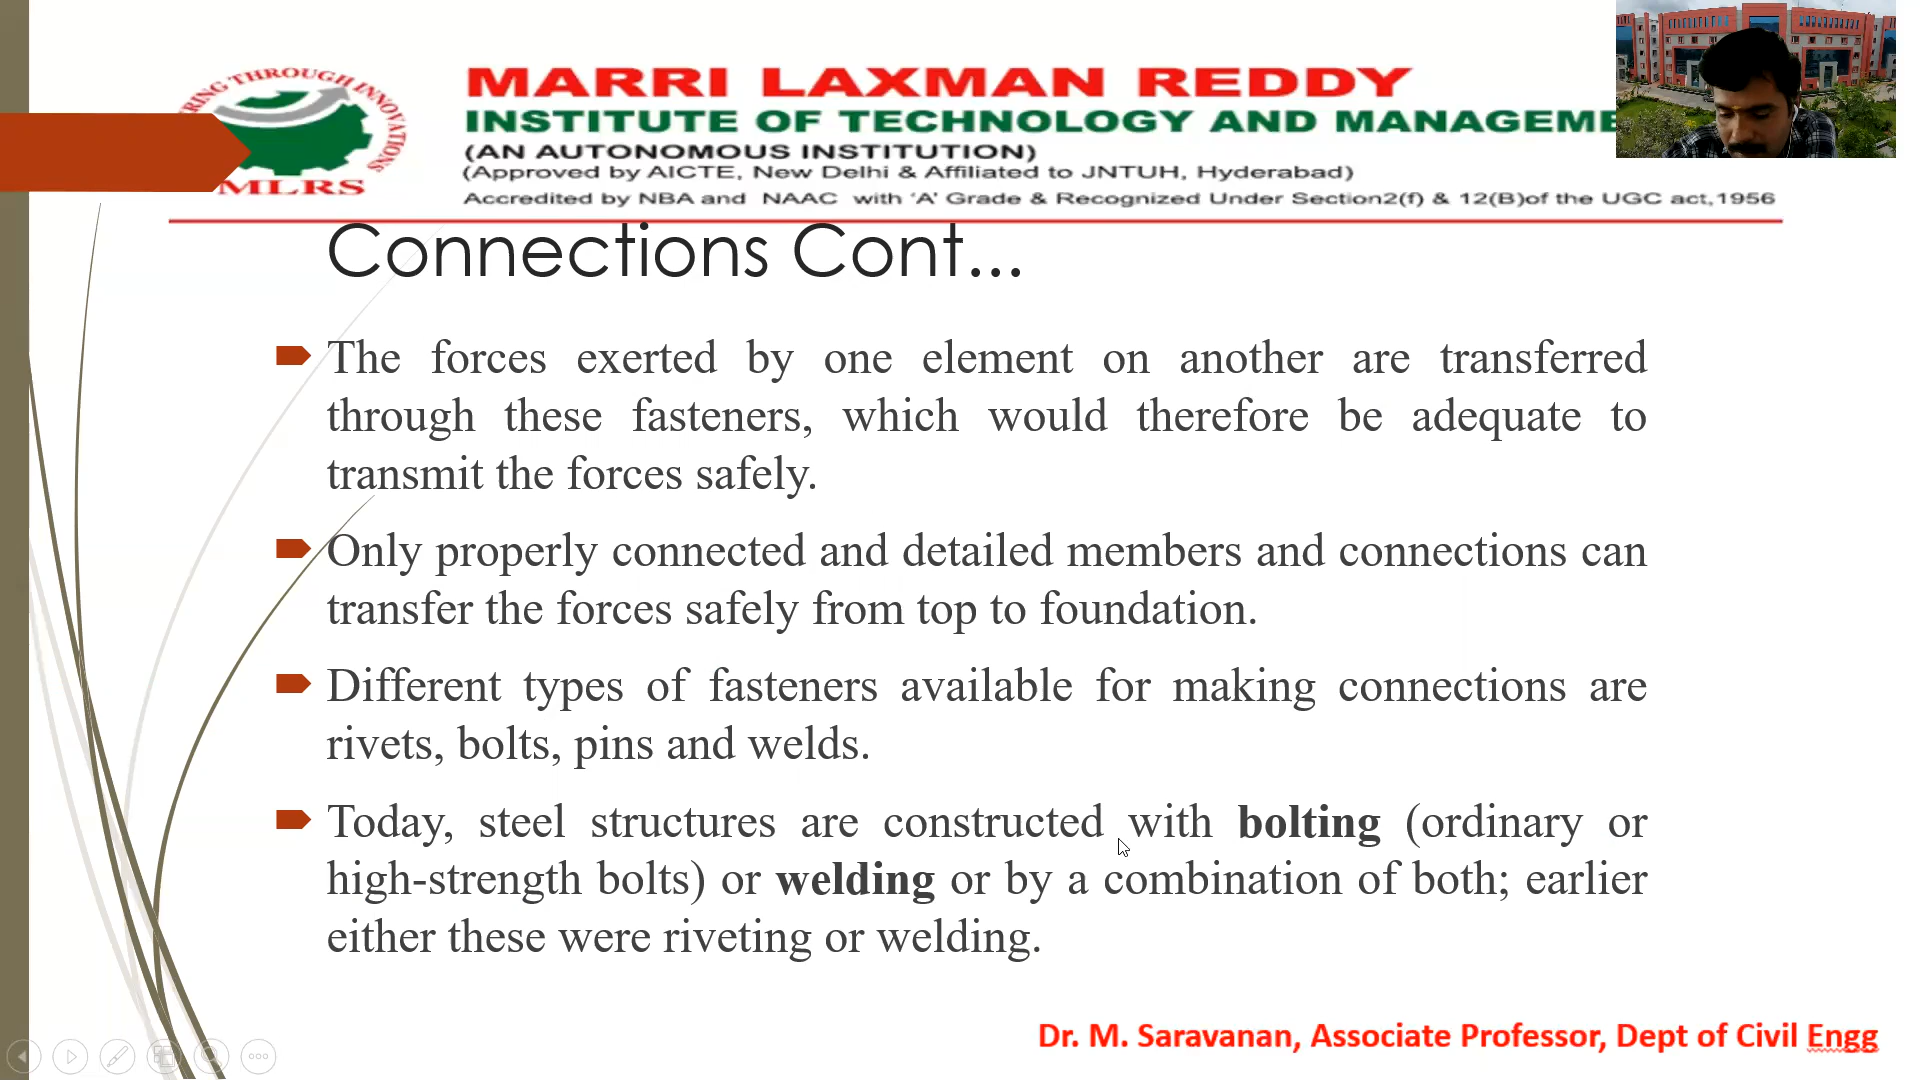 MARRI LAXMAN REDDY
INSTITUTE OF TECHNOLOGY AND MANAGEME
(AN AUTONOMOUS INSTITUTION)
(Approved by AICTE, New Delhi & Affiliated to JNTUH, Hyderabad)
Accredited by NBA and NAAC with 'A' Grade & Recognized Under Section2(f) & 12(B)of the UGC act,1956
RING THROUGH INNOVATIONS
MLRS
Connections Cont...
The forces exerted by one element on another are transferred
through these fasteners, which would therefore be adequate to
transmit the forces safely.
Only properly connected and detailed members and connections can
transfer the forces safely from top to foundation.
Different types of fasteners available for making connections are
rivets, bolts, pins and welds.
Today, steel structures are constructed with bolting (ordinary or
high-strength bolts) or welding or by a combination of both; earlier
either these were riveting or welding.
Dr. M. Saravanan, Associate Professor, Dept of Civil Engg